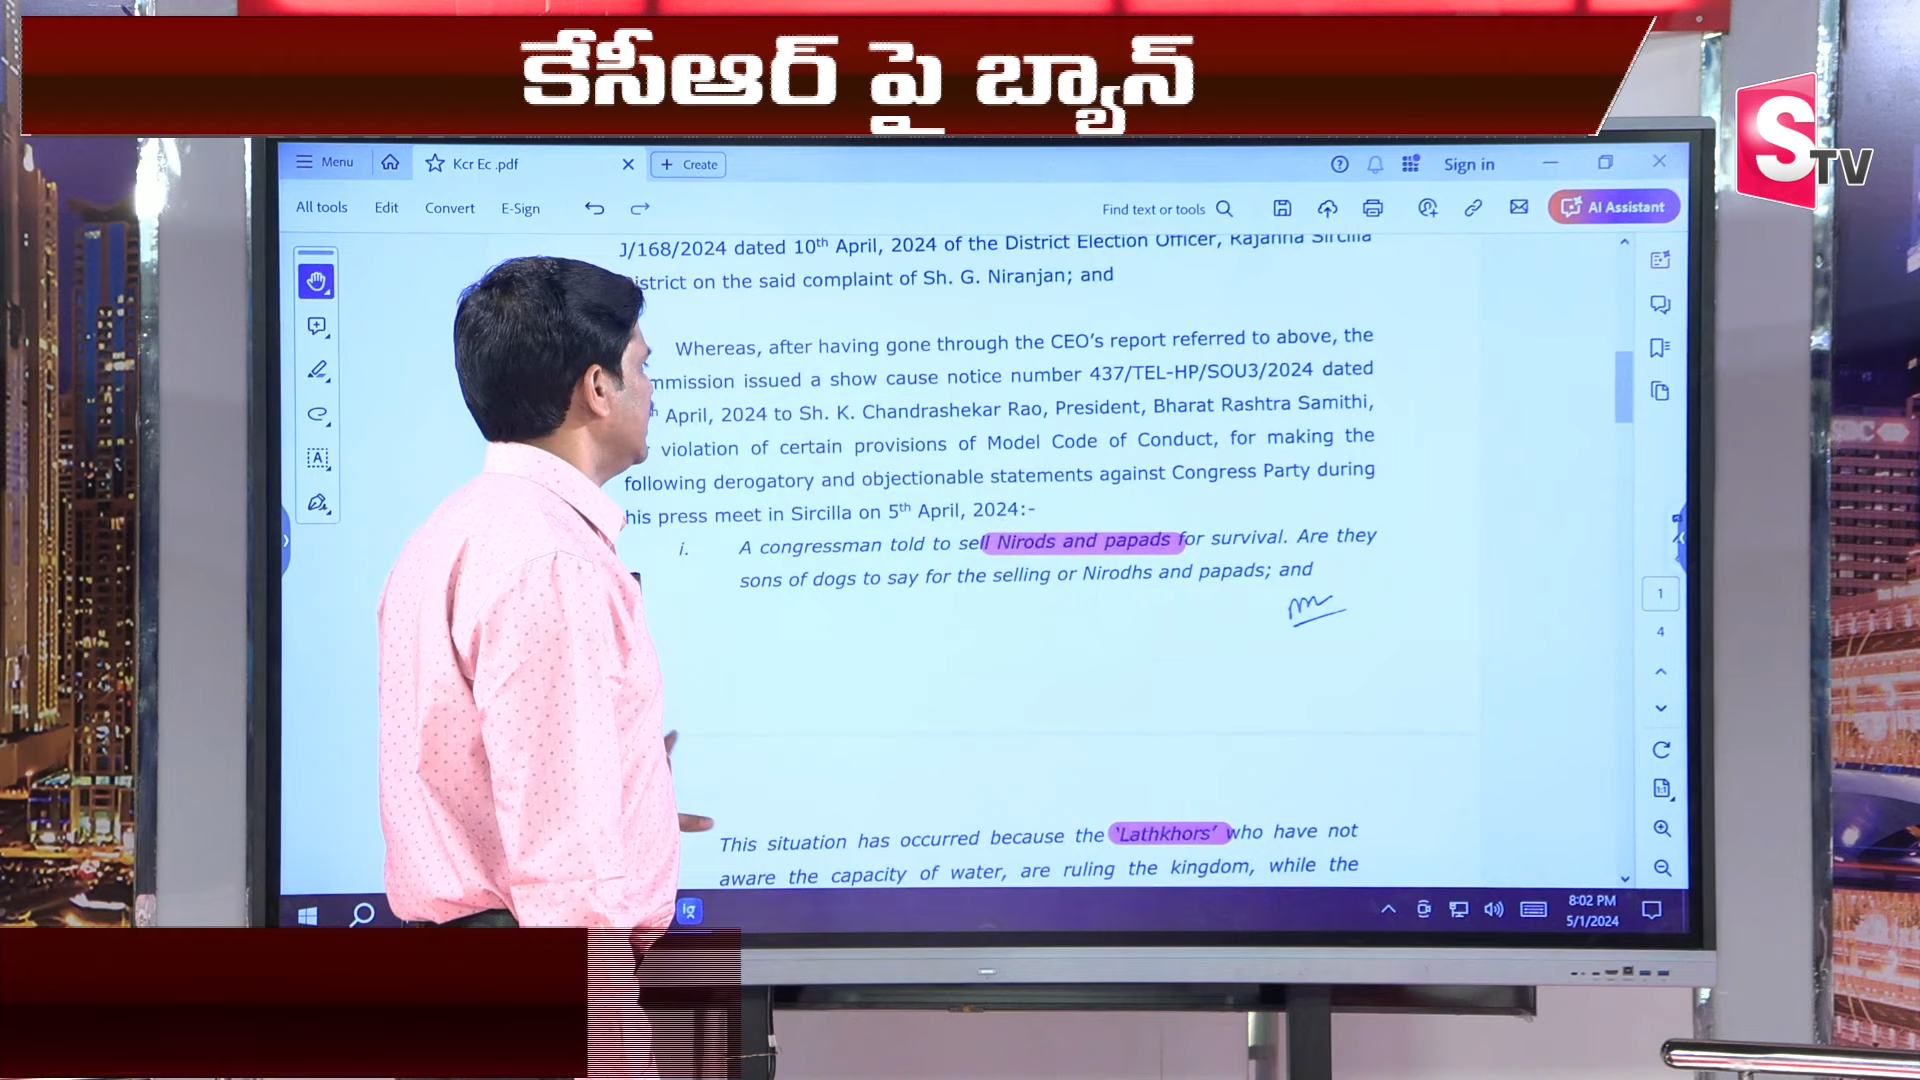 కేసీఆర్ పై బ్యాన్
STV
Menu
Kcr Ec .pdf
Create
Sign in
All tools
Edit
Convert
E-Sign
Find text or tools
AI Assistant
J/168/2024 dated 10th April, 2024 of the District Election Officer, Rajanna Sircilla
istrict on the said complaint of Sh. G. Niranjan; and
Whereas, after having gone through the CEO's report referred to above, the
mmission issued a show cause notice number 437/TEL-HP/SOU3/2024 dated
h April, 2024 to Sh. K. Chandrashekar Rao, President, Bharat Rashtra Samithi,
violation of certain provisions of Model Code of Conduct, for making the
following derogatory and objectionable statements against Congress Party during
his press meet in Sircilla on 5th April, 2024:-
i. A congressman told to sell Nirods and papads for survival. Are they
sons of dogs to say for the selling or Nirodhs and papads; and
This situation has occurred because the 'Lathkhors' who have not
aware the capacity of water, are ruling the kingdom, while the
1
4
8:02 PM
5/1/2024